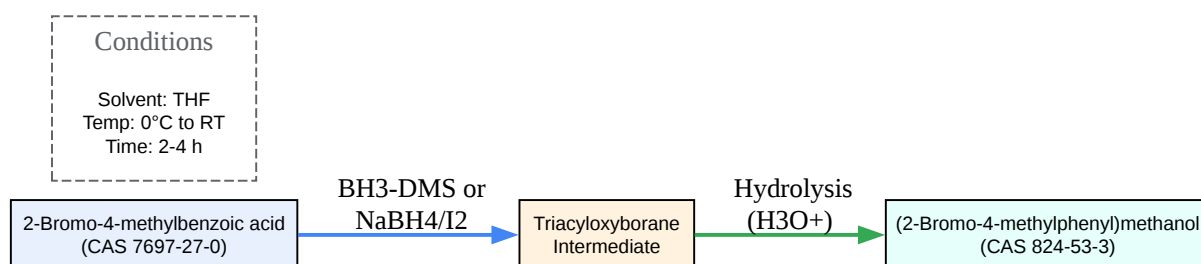 Conditions
Solvent: THF
Temp: 0°C to RT
Time: 2-4 h
2-Bromo-4-methylbenzoic acid
(CAS 7697-27-0)
BH3-DMS or
NaBH4/I2
Triacyloxyborane
Intermediate
Hydrolysis
(H3O+)
(2-Bromo-4-methylphenyl)methanol
(CAS 824-53-3)